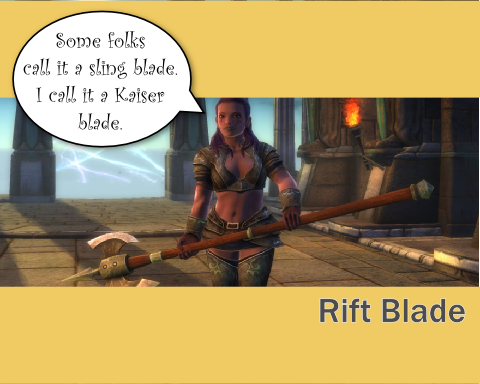 Some folks
call it a sling blade.
I call it a Kaiser
blade.
Rift Blade